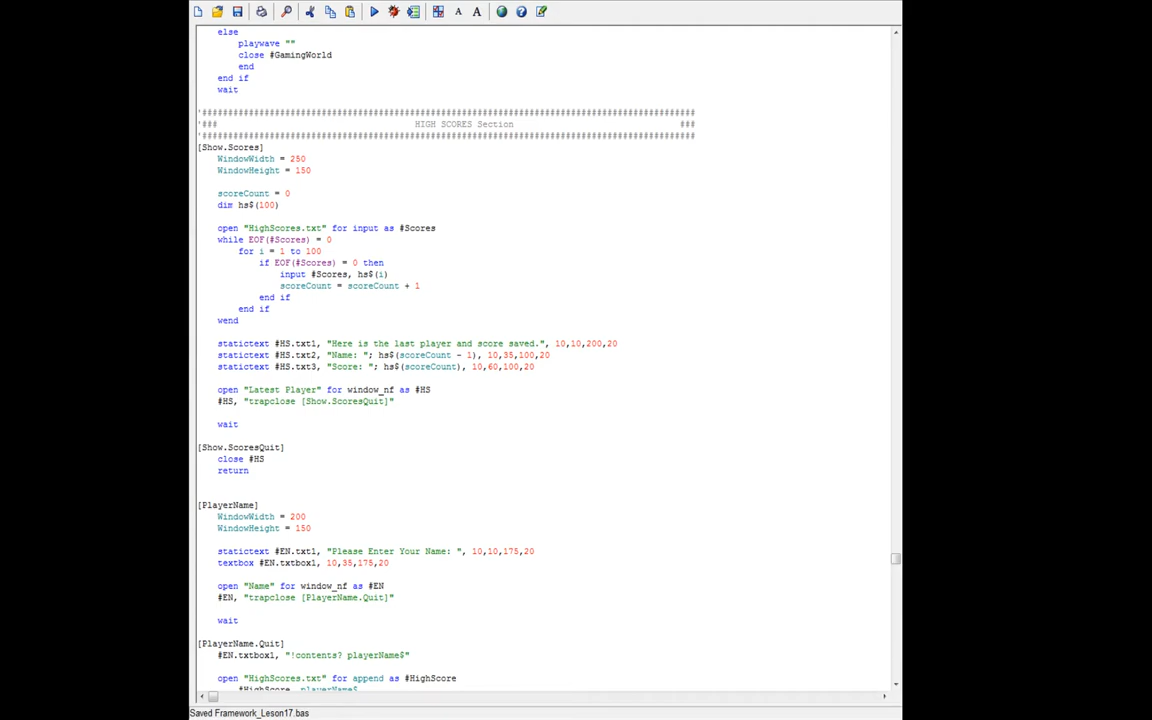 else
playwave ""
close #GamingWorld
end
end if
wait
'###############################################################################################
'### HIGH SCORES Section ###
'###############################################################################################
[Show.Scores]
WindowWidth = 250
WindowHeight = 150
scoreCount = 0
dim hs$(100)
open "HighScores.txt" for input as #Scores
while EOF(#Scores) = 0
for i = 1 to 100
if EOF(#Scores) = 0 then
input #Scores, hs$(i)
scoreCount = scoreCount + 1
end if
end if
wend
statictext #HS.txt1, "Here is the last player and score saved.", 10,10,200,20
statictext #HS.txt2, "Name: "; hs$(scoreCount - 1), 10,35,100,20
statictext #HS.txt3, "Score: "; hs$(scoreCount), 10,60,100,20
open "Latest Player" for window_nf as #HS
#HS, "trapclose [Show.ScoresQuit]"
wait
[Show.ScoresQuit]
close #HS
return
[PlayerName]
WindowWidth = 200
WindowHeight = 150
statictext #EN.txt1, "Please Enter Your Name: ", 10,10,175,20
textbox #EN.txtbox1, 10,35,175,20
open "Name" for window_nf as #EN
#EN, "trapclose [PlayerName.Quit]"
wait
[PlayerName.Quit]
#EN.txtbox1, "!contents? playerName$"
open "HighScores.txt" for append as #HighScore
#HighScore, playerName$
Saved Framework_Leson17.bas